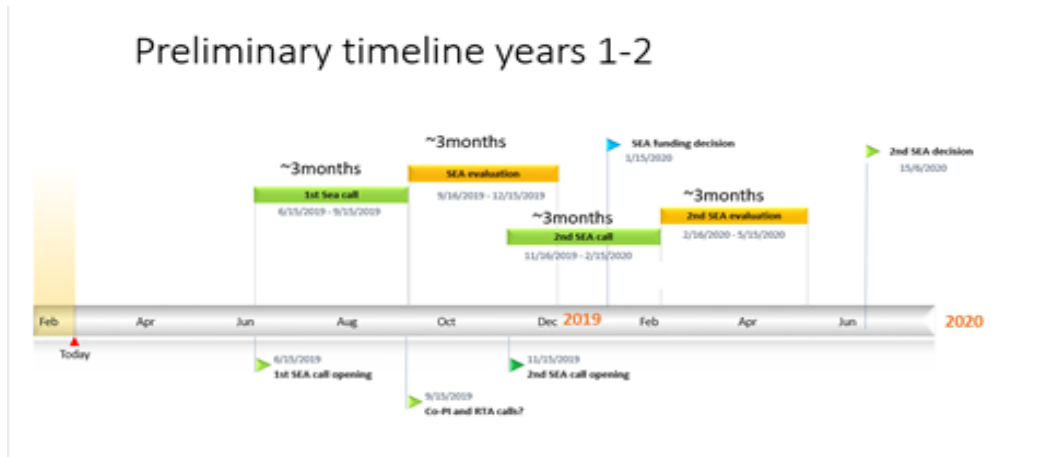 Preliminary timeline years 1-2
~3months
SEA funding decision
1/15/2020
2nd SEA decision
15/6/2020
~3months
SEA evaluation
1st Sea call
9/16/2019 - 12/15/2019
6/15/2019 - 9/15/2019
~3months
~3months
2nd SEA evaluation
2nd SEA call
2/16/2020 - 5/15/2020
11/16/2019 - 2/15/2020
Feb Apr Jun Aug Oct Dec 2019 Feb Apr Jun 2020
Today
6/15/2019
1st SEA call opening
11/15/2019
2nd SEA call opening
9/15/2019
Co-PI and RTA calls?